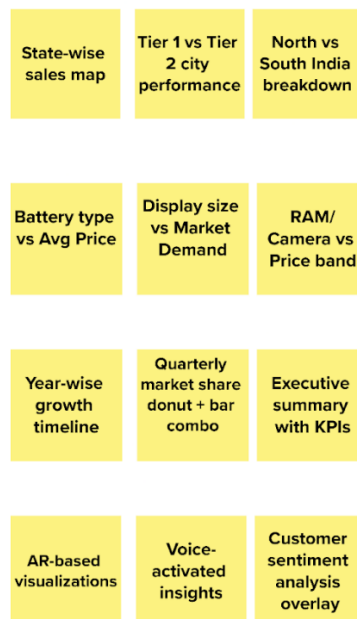 State-wise
sales map
Tier 1 vs Tier
2 city
performance
North vs
South India
breakdown
Battery type
vs Avg Price
Display size
vs Market
Demand
RAM/
Camera vs
Price band
Year-wise
growth
timeline
Quarterly
market share
donut + bar
combo
Executive
summary
with KPIs
AR-based
visualizations
Voice-
activated
insights
Customer
sentiment
analysis
overlay